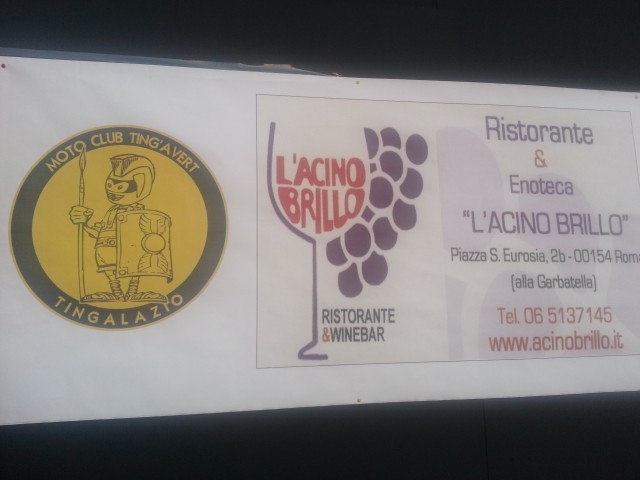 MOTO CLUB TING'AVERT
TINGALAZIO
L'ACINO
BRILLO
RISTORANTE
&WINEBAR
Ristorante
&
Enoteca
"L'ACINO BRILLO"
Piazza S. Eurosia, 2b - 00154 Roma
(alla Garbatella)
Tel. 06 5137145
www.acinobrillo.it